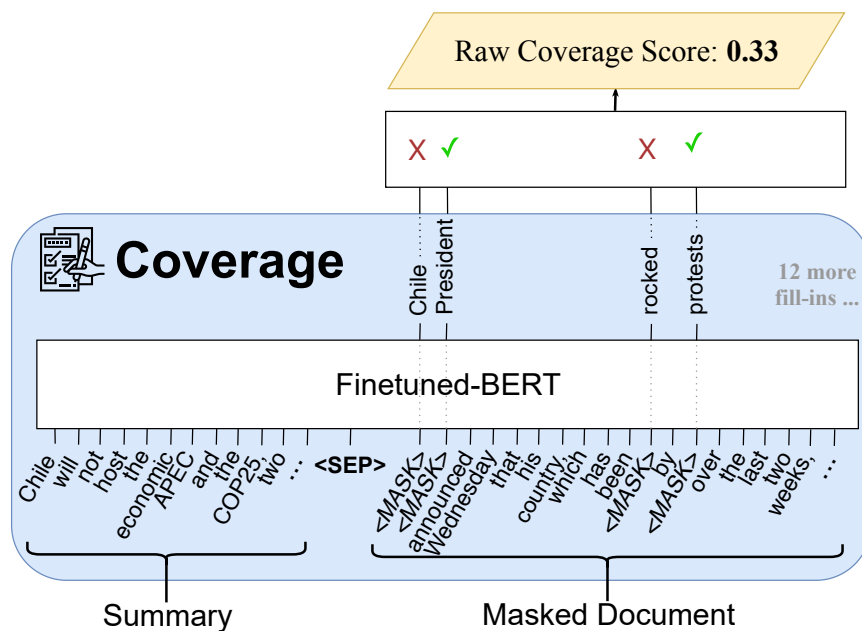 Raw Coverage Score: 0.33
X ✓ X ✓
Coverage
Chile
President
rocked
protests
12 more
fill-ins ...
Finetuned-BERT
Chile will not host the economic APEC and the COP25, two ... <SEP> <MASK> <MASK> announced Wednesday that his country, which has been <MASK> by <MASK> over the last two weeks, ...
Summary
Masked Document